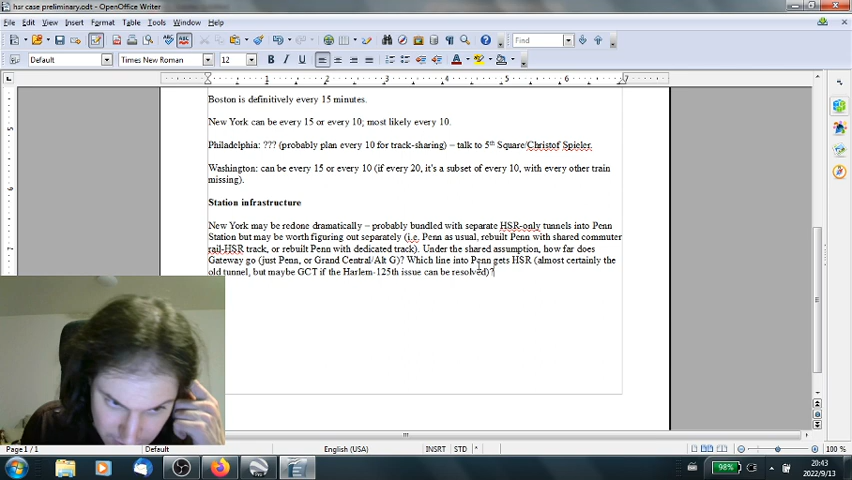 hsr case preliminary.odt - OpenOffice Writer
File Edit View Insert Format Table Tools Window Help
Find
Default Times New Roman 12
1 2 3 4 5 6 7
Boston is definitively every 15 minutes.
New York can be every 15 or every 10; most likely every 10.
Philadelphia: ??? (probably plan every 10 for track-sharing) – talk to 5th Square/Christof Spieler.
Washington: can be every 15 or every 10 (if every 20, it's a subset of every 10, with every other train
missing).
Station infrastructure
New York may be redone dramatically – probably bundled with separate HSR-only tunnels into Penn
Station but may be worth figuring out separately (i.e. Penn as usual, rebuilt Penn with shared commuter
rail-HSR track, or rebuilt Penn with dedicated track). Under the shared assumption, how far does
Gateway go (just Penn, or Grand Central/Alt G)? Which line into Penn gets HSR (almost certainly the
old tunnel, but maybe GCT if the Harlem-125th issue can be resolved)?
Page 1 / 1 Default English (USA) INSRT STD * 100 %
98% 20:43
2022/9/13